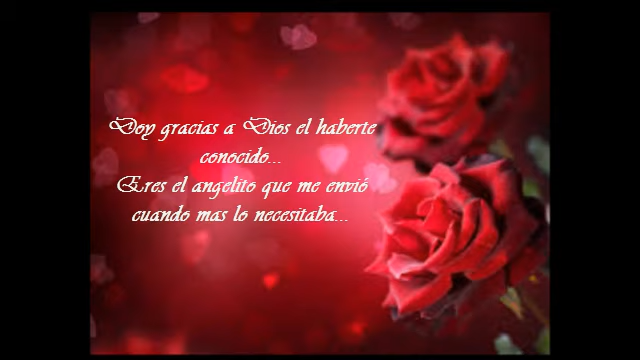 Doy gracias a Dios el haberte
conocido...
Eres el angelito que me envió
cuando mas lo necesitaba...